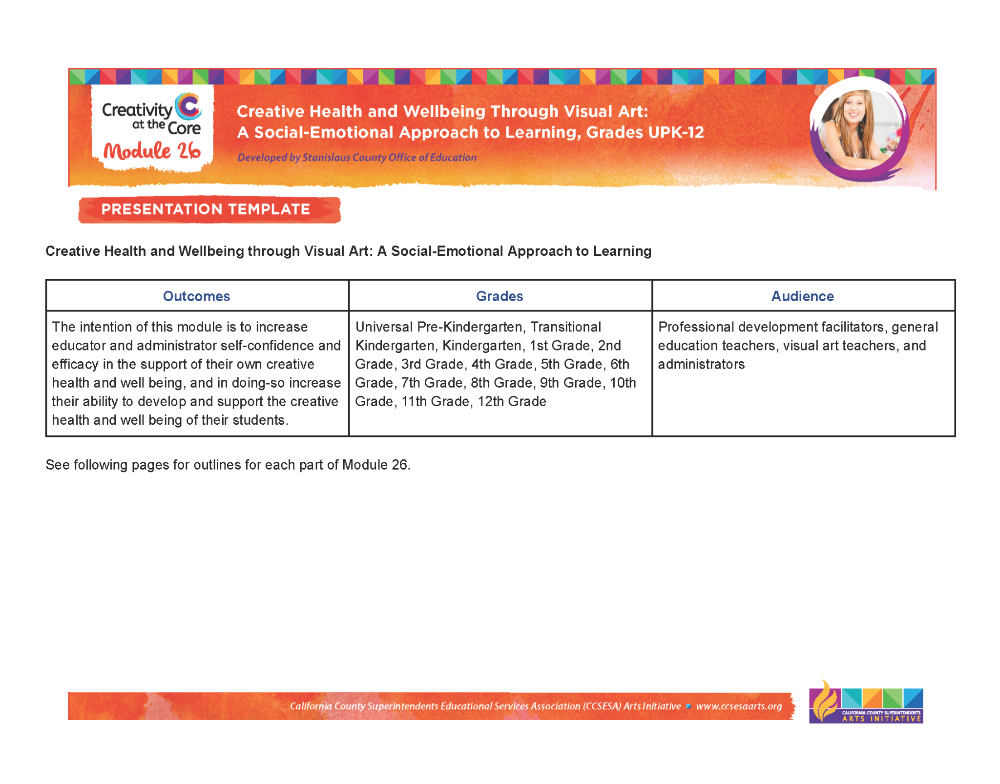 Creativity
at the Core
Module 26
Creative Health and Wellbeing Through Visual Art:
A Social-Emotional Approach to Learning, Grades UPK-12
Developed by Stanislaus County Office of Education
PRESENTATION TEMPLATE
Creative Health and Wellbeing through Visual Art: A Social-Emotional Approach to Learning
Outcomes
The intention of this module is to increase
educator and administrator self-confidence and
efficacy in the support of their own creative
health and well being, and in doing-so increase
their ability to develop and support the creative
health and well being of their students.
Grades
Universal Pre-Kindergarten, Transitional
Kindergarten, Kindergarten, 1st Grade, 2nd
Grade, 3rd Grade, 4th Grade, 5th Grade, 6th
Grade, 7th Grade, 8th Grade, 9th Grade, 10th
Grade, 11th Grade, 12th Grade
Audience
Professional development facilitators, general
education teachers, visual art teachers, and
administrators
See following pages for outlines for each part of Module 26.
California County Superintendents Educational Services Association (CCSESA) Arts Initiative ▪ www.ccsesaarts.org
CALIFORNIA COUNTY SUPERINTENDENTS
ARTS INITIATIVE